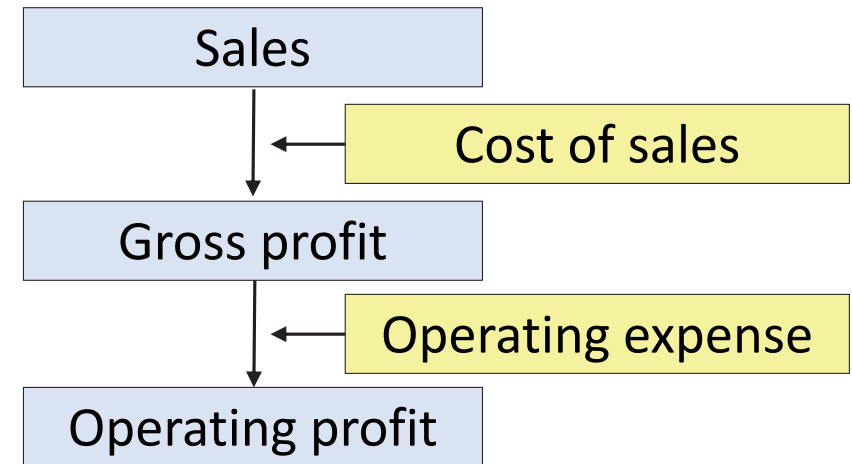 Sales
Cost of sales
Gross profit
Operating expense
Operating profit